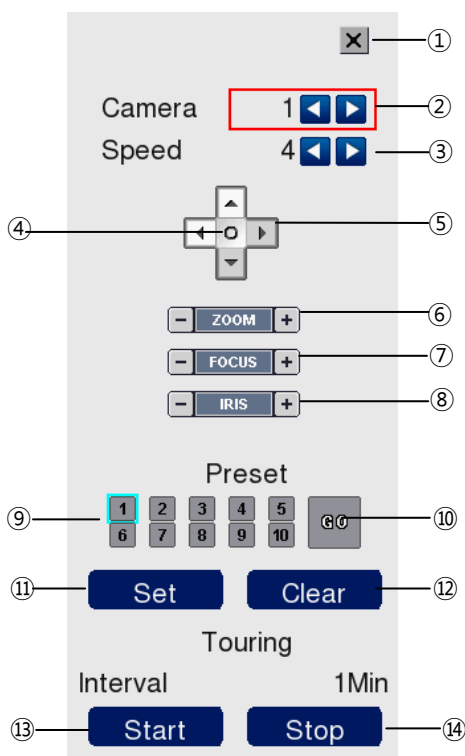 ①
Camera 1 ②
Speed 4 ③
④ ⑤
- ZOOM + ⑥
- FOCUS + ⑦
- IRIS + ⑧
Preset
⑨ 1 2 3 4 5 GO ⑩
6 7 8 9 10
⑪ Set Clear ⑫
Touring
Interval 1Min
⑬ Start Stop ⑭